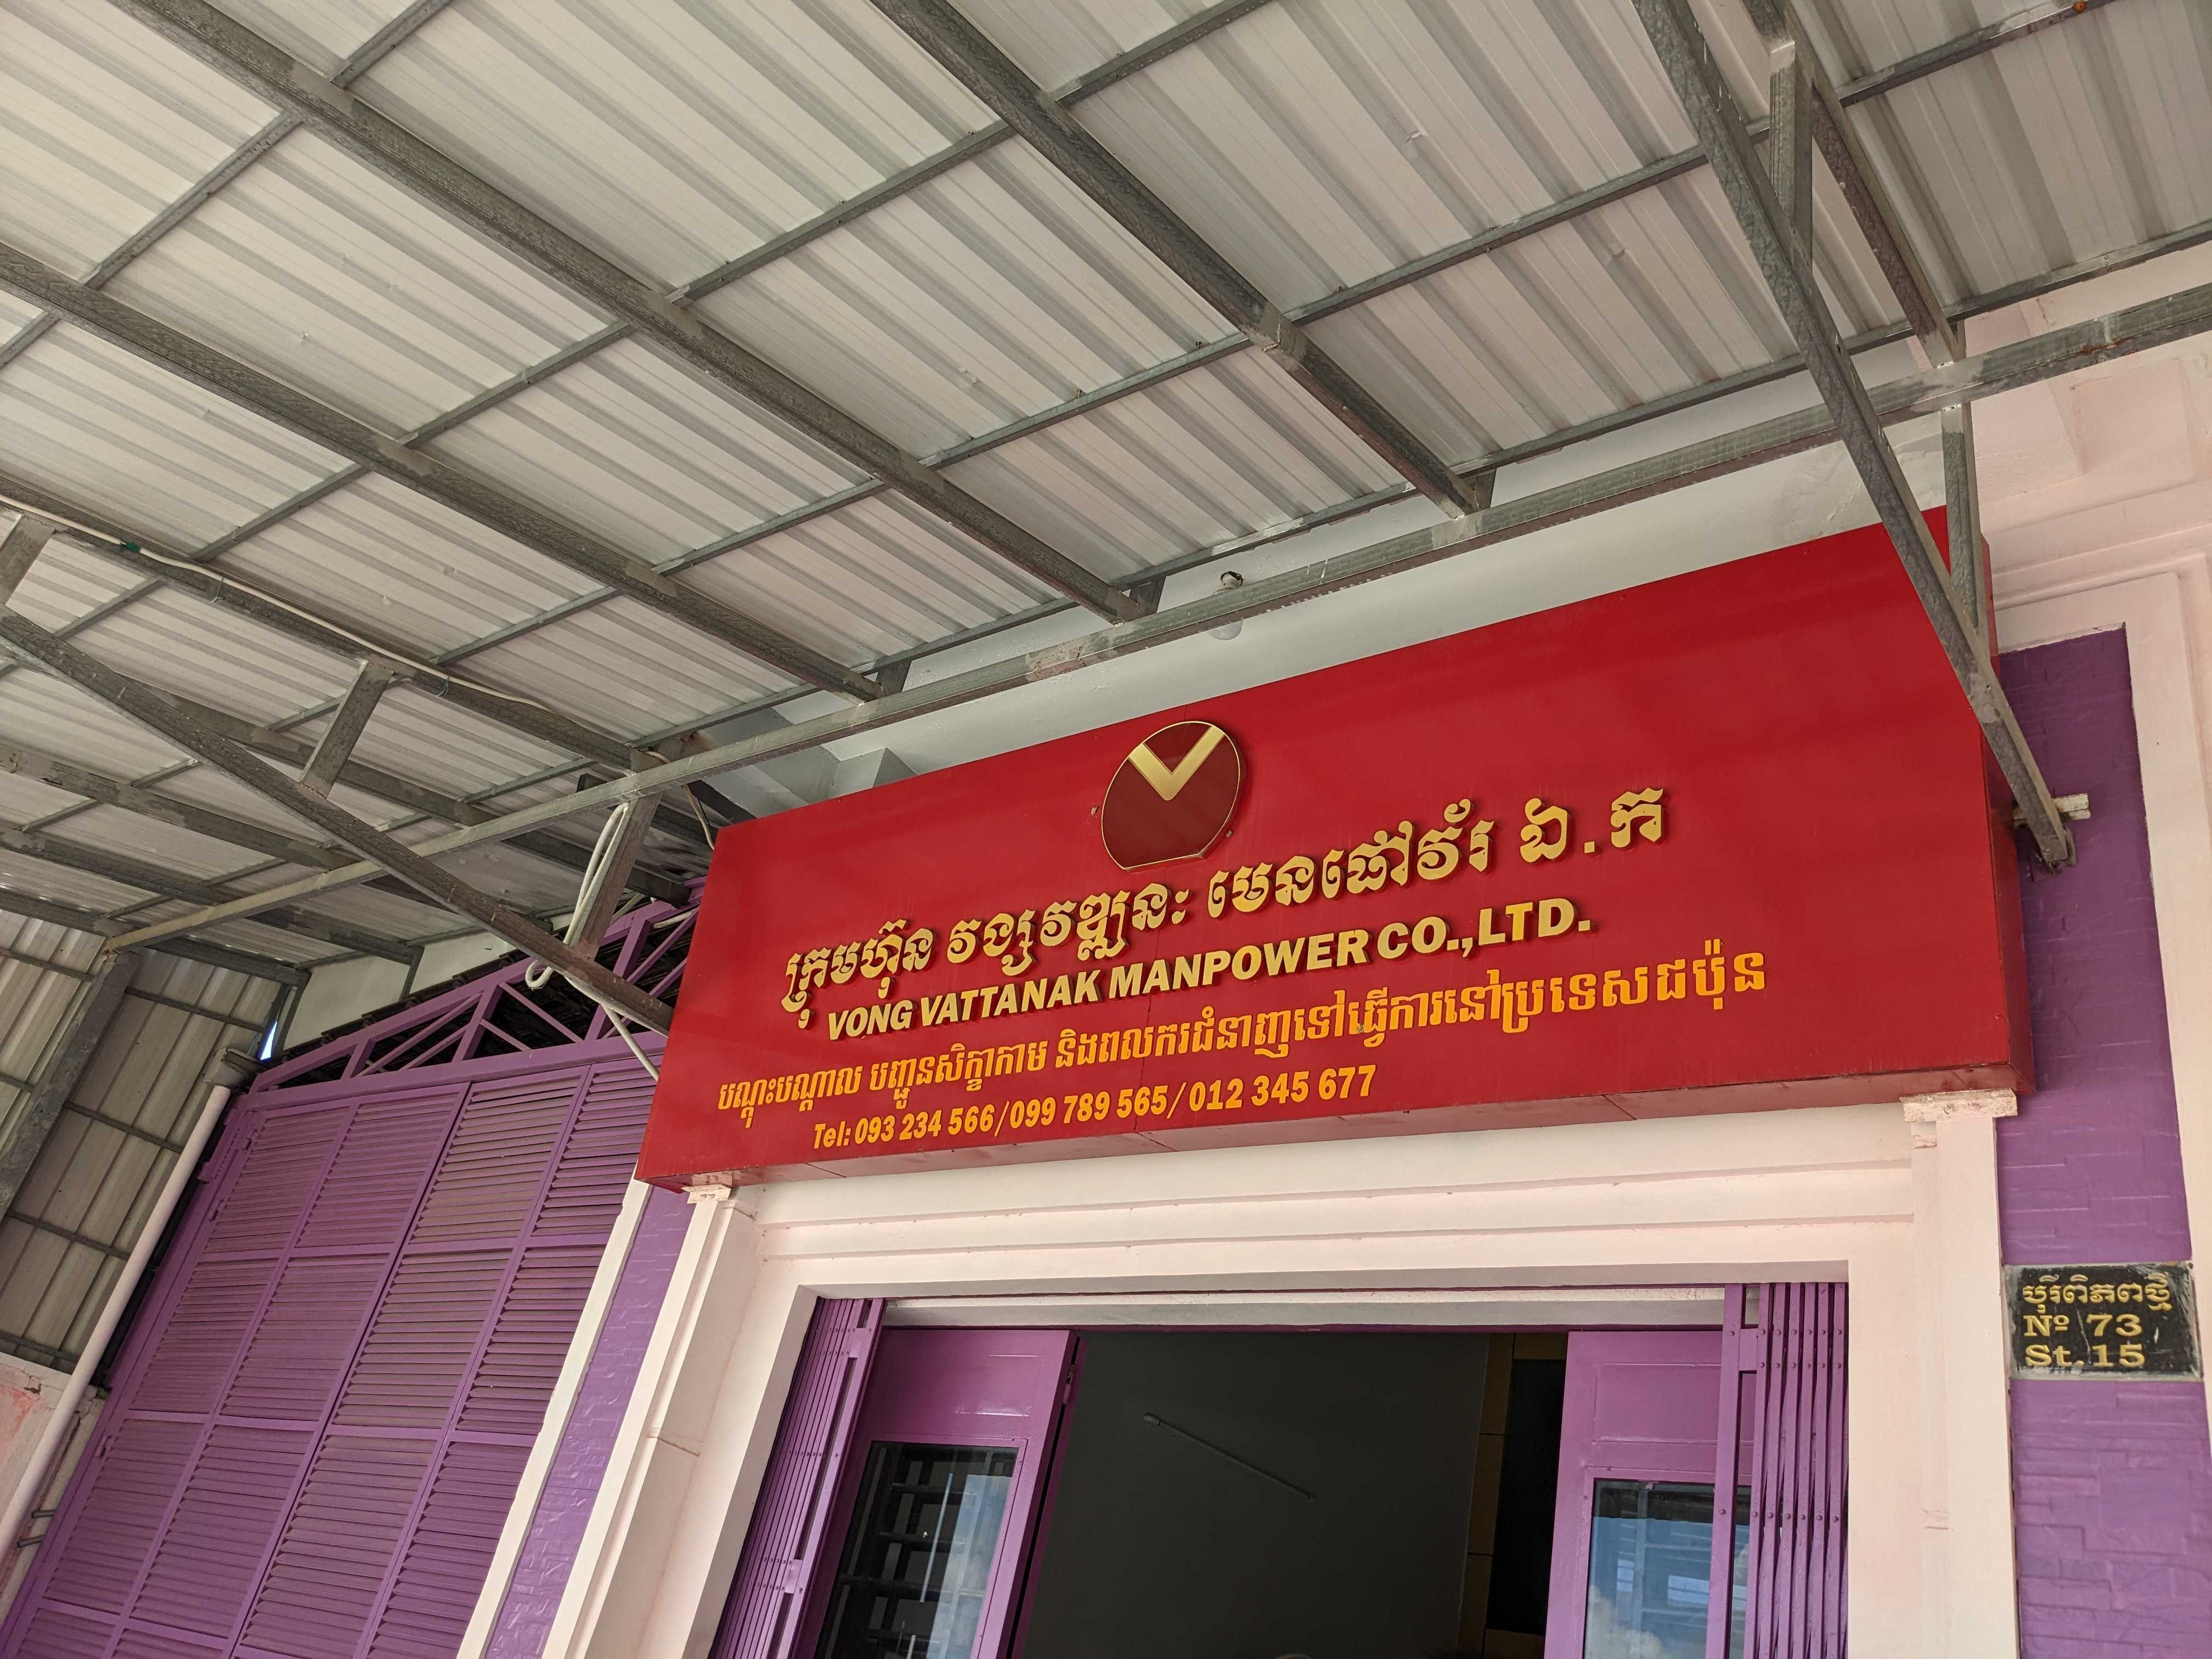 ក្រុមហ៊ុន វង្សវឌ្ឍនះ មេនផៅវ័រ ឯ.ក
VONG VATTANAK MANPOWER CO.,LTD.
បណ្តុះបណ្តាល បញ្ជូនសិក្ខាកាម និងពលករជំនាញទៅធ្វើការនៅប្រទេសជប៉ុន
Tel: 093 234 566/099 789 565/012 345 677
បុរីពិភពថ្មី
Nº 73
St.15